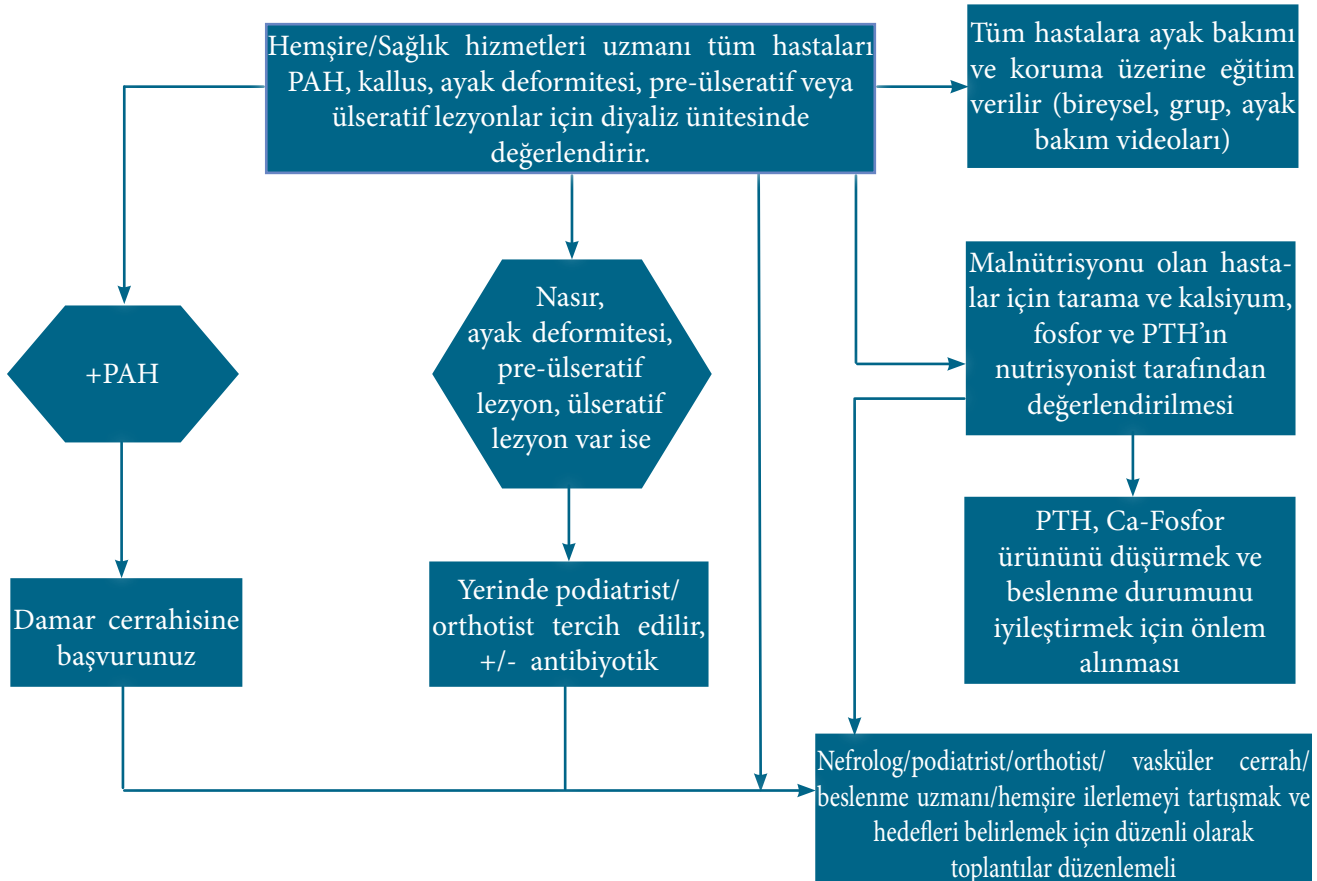 Hemşire/Sağlık hizmetleri uzmanı tüm hastaları
PAH, kallus, ayak deformitesi, pre-ülseratif veya
ülseratif lezyonlar için diyaliz ünitesinde
değerlendirir.
Tüm hastalara ayak bakımı
ve koruma üzerine eğitim
verilir (bireysel, grup, ayak
bakım videoları)
+PAH
Nasır,
ayak deformitesi,
pre-ülseratif
lezyon, ülseratif
lezyon var ise
Malnütrisyonu olan hasta-
lar için tarama ve kalsiyum,
fosfor ve PTH’ın
nutrisyonist tarafından
değerlendirilmesi
Damar cerrahisine
başvurunuz
Yerinde podiatrist/
orthotist tercih edilir,
+/- antibiyotik
PTH, Ca-Fosfor
ürününü düşürmek ve
beslenme durumunu
iyileştirmek için önlem
alınması
Nefrolog/podiatrist/orthotist/ vasküler cerrah/
beslenme uzmanı/hemşire ilerlemeyi tartışmak ve
hedefleri belirlemek için düzenli olarak
toplantılar düzenlemeli